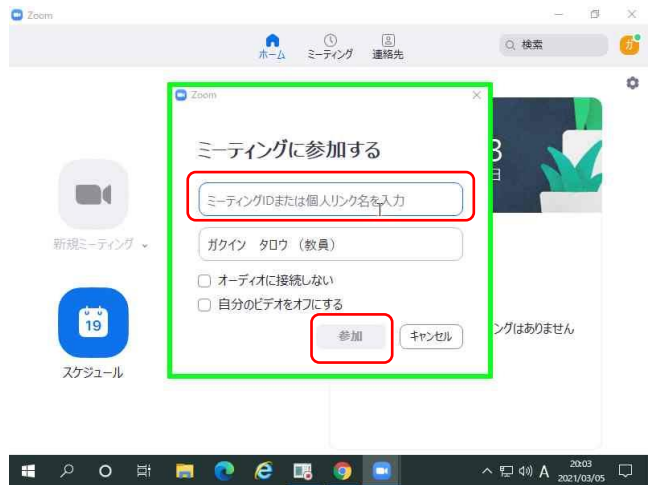 Zoom
ホーム
ミーティング
連絡先
検索
ガ
Zoom
ミーティングに参加する
ミーティングIDまたは個人リンク名を入力
ガクイン タロウ（教員）
オーディオに接続しない
自分のビデオをオフにする
参加
キャンセル
3
日
新規ミーティング
19
スケジュール
ングはありません
A
20:03
2021/03/05